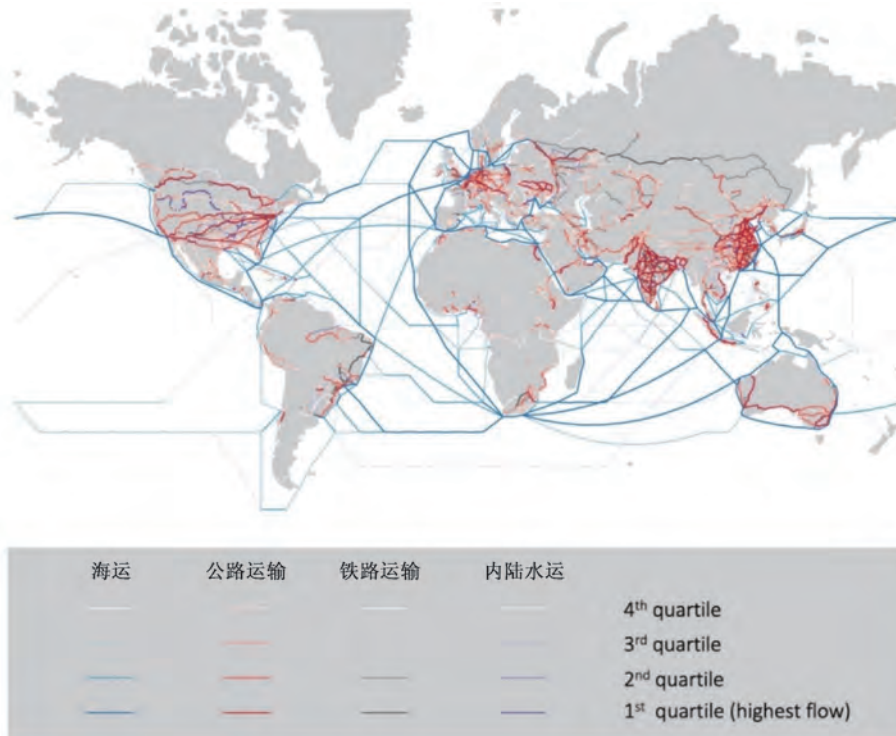 海运 公路运输 铁路运输 内陆水运
4th quartile
3rd quartile
2nd quartile
1st quartile (highest flow)